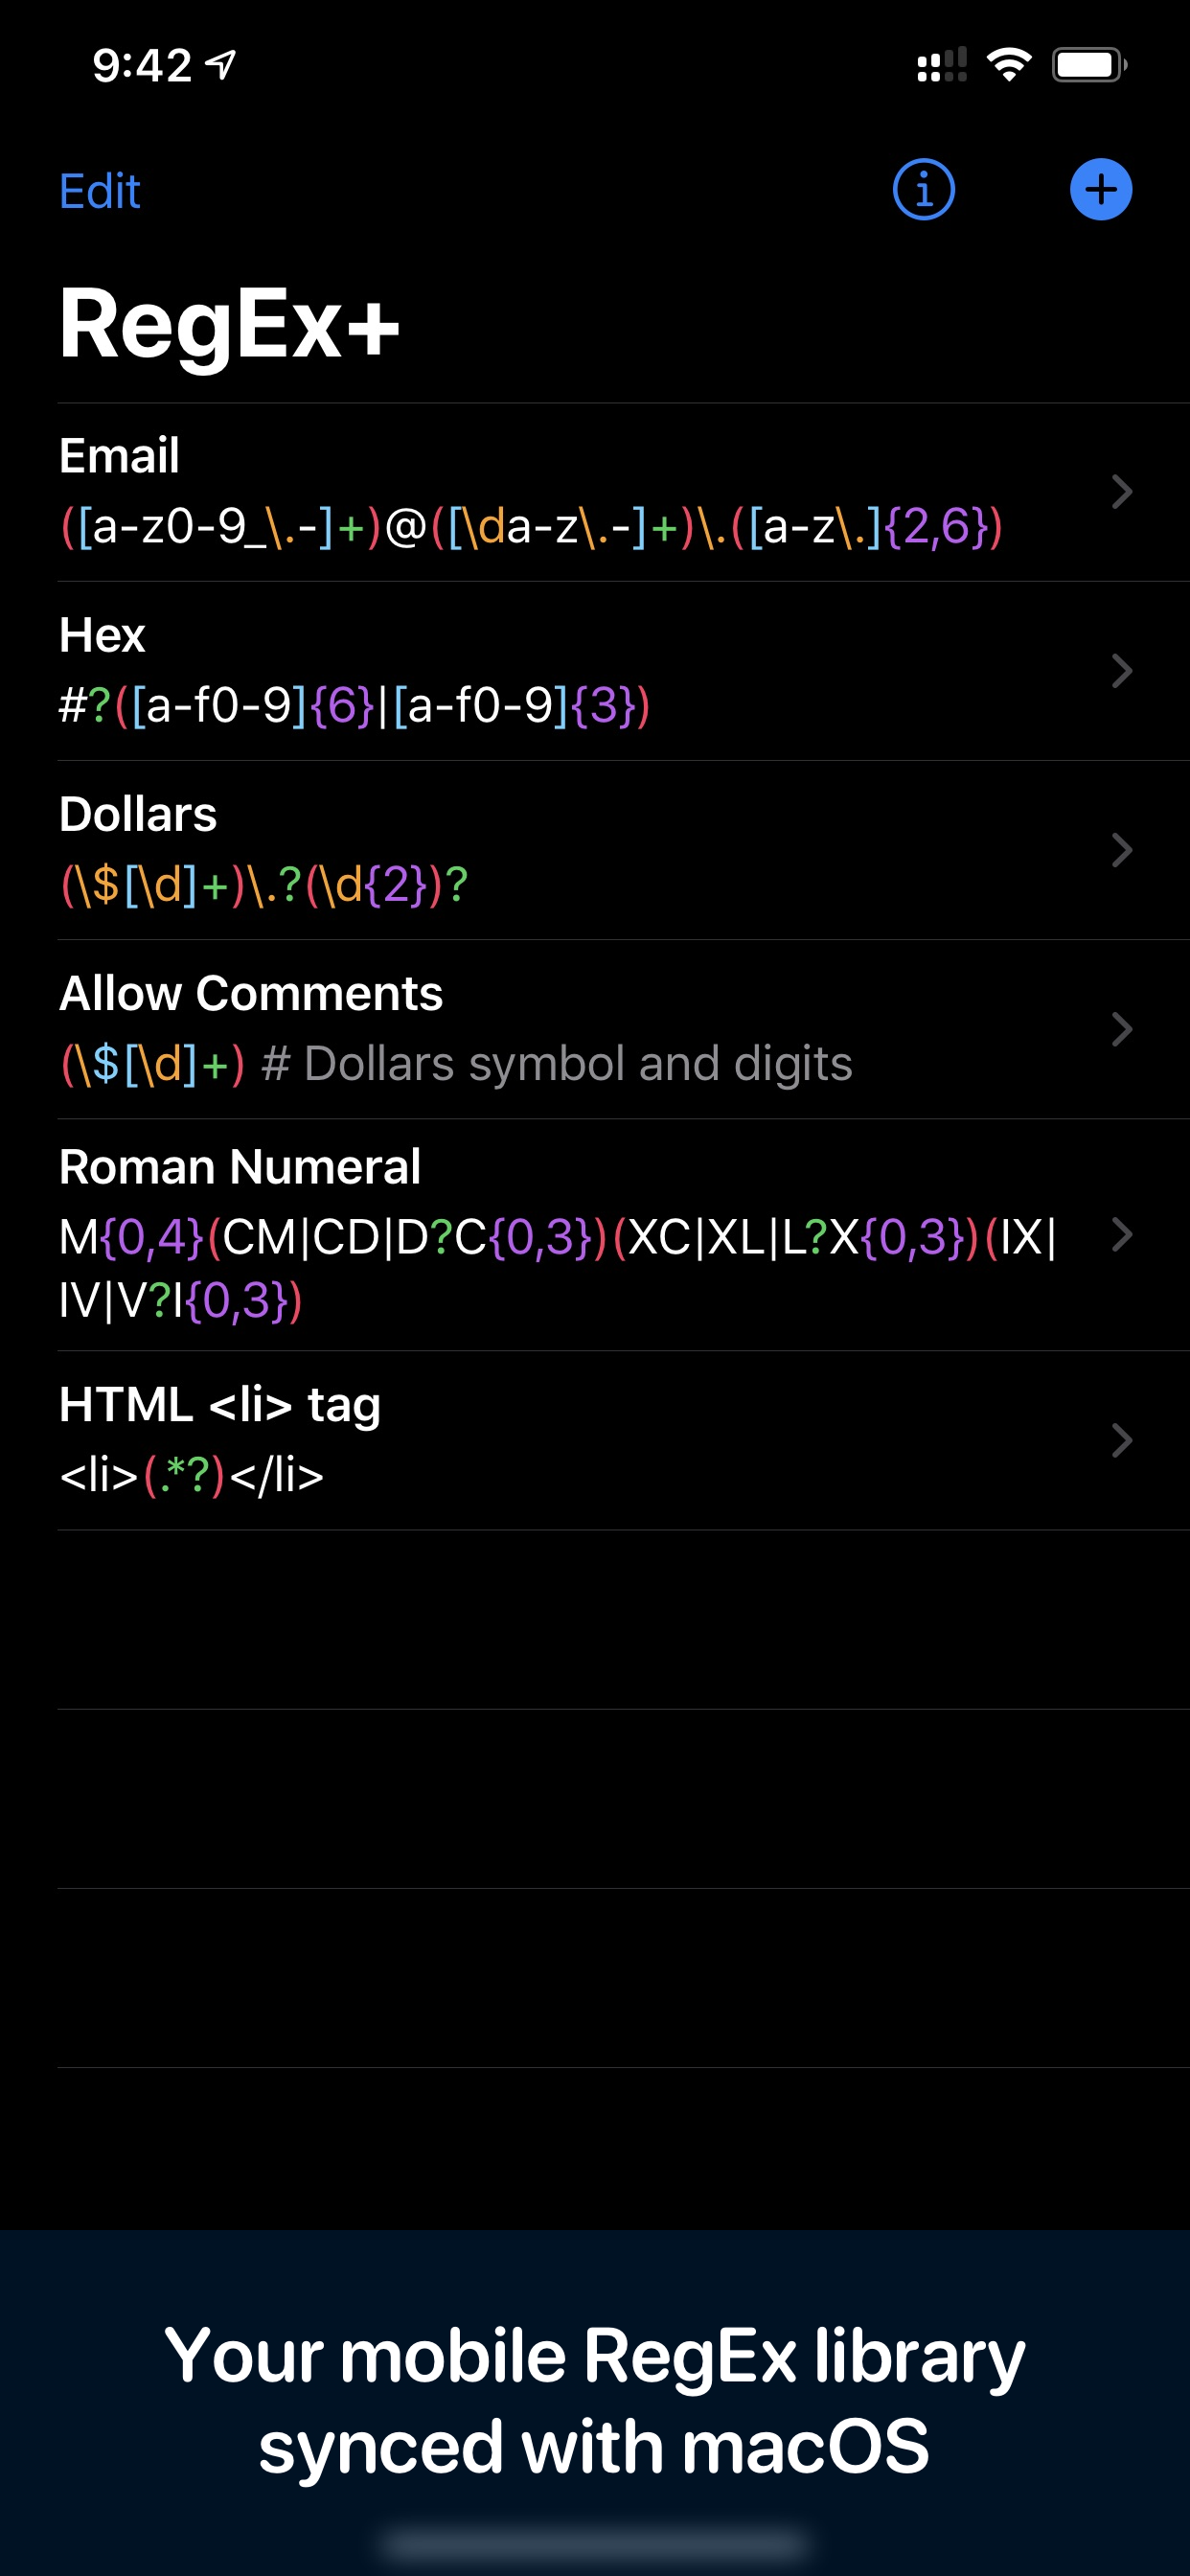 9:42
Edit
RegEx+
Email
([a-z0-9_\.-]+)@([\da-z\.-]+)\.([a-z\.]{2,6})
Hex
#?([a-f0-9]{6}|[a-f0-9]{3})
Dollars
(\$[\d]+)\.?(\d{2})?
Allow Comments
(\$[\d]+) # Dollars symbol and digits
Roman Numeral
M{0,4}(CM|CD|D?C{0,3})(XC|XL|L?X{0,3})(IX|
IV|V?I{0,3})
HTML <li> tag
<li>(.*?)</li>
Your mobile RegEx library
synced with macOS